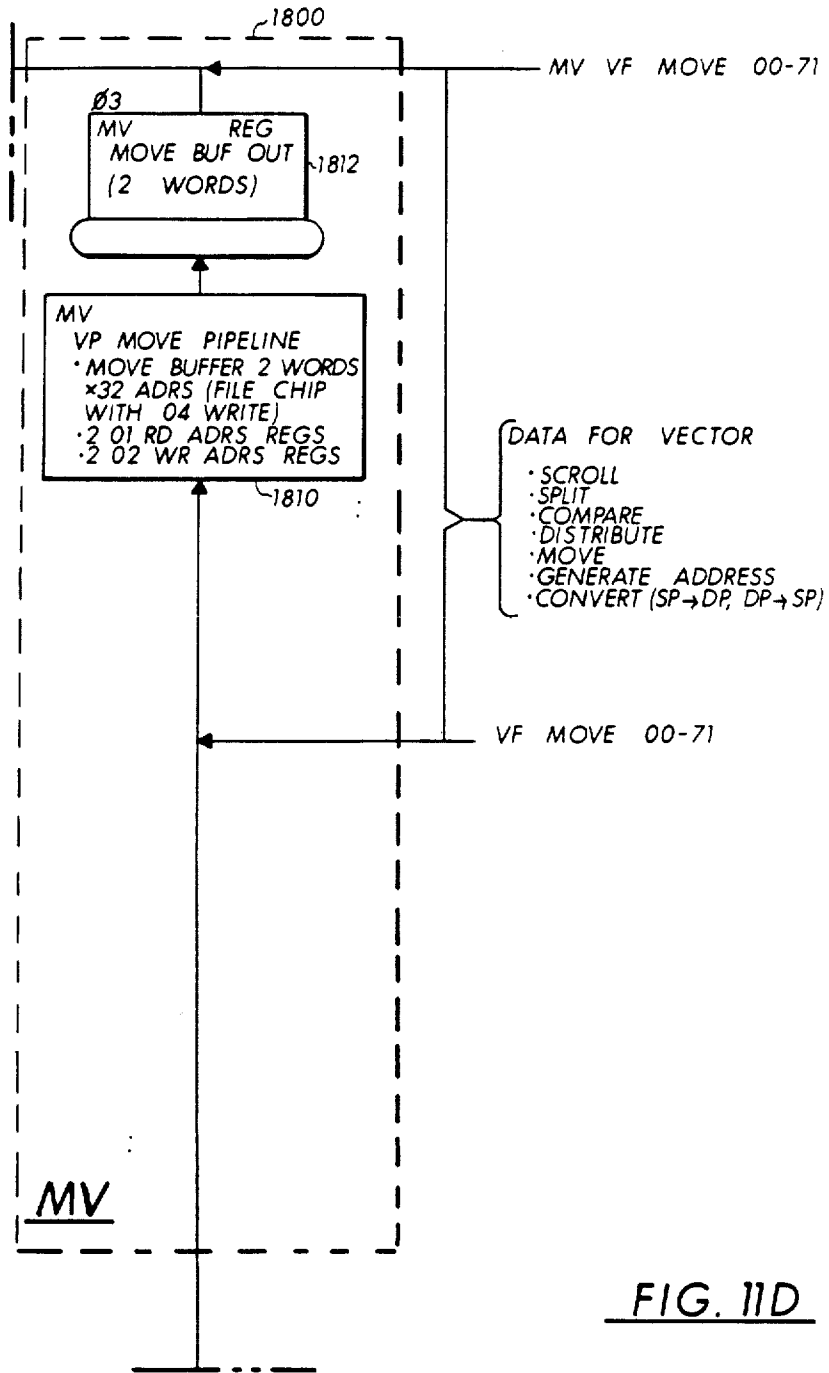 1800
MV VF MOVE 00-71
Ø3
MV REG
MOVE BUF OUT
(2 WORDS)
1812
MV
VP MOVE PIPELINE
·MOVE BUFFER 2 WORDS
×32 ADRS (FILE CHIP
WITH 04 WRITE)
·2 01 RD ADRS REGS
·2 02 WR ADRS REGS
1810
DATA FOR VECTOR
·SCROLL
·SPLIT
·COMPARE
·DISTRIBUTE
·MOVE
·GENERATE ADDRESS
·CONVERT (SP→DP, DP→SP)
VF MOVE 00-71
MV
FIG. 11D